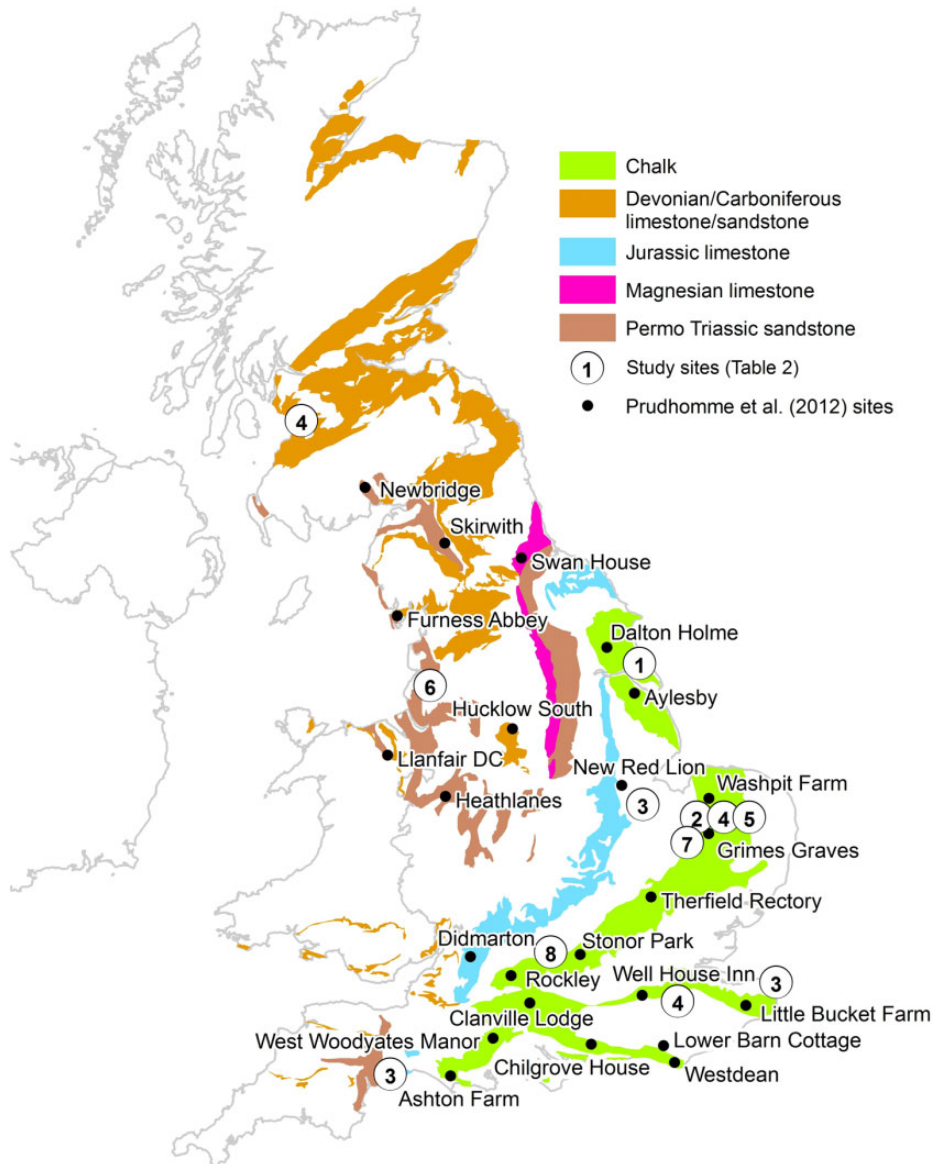 Chalk
Devonian/Carboniferous
limestone/sandstone
Jurassic limestone
Magnesian limestone
Permo Triassic sandstone
1 Study sites (Table 2)
Prudhomme et al. (2012) sites
4
Newbridge
Skirwith
Swan House
Furness Abbey
Dalton Holme
1
6
Aylesby
Hucklow South
Llanfair DC
New Red Lion
Washpit Farm
Heathlanes
3
2 4 5
7
Grimes Graves
Therfield Rectory
Didmarton
8
Stonor Park
Rockley
Well House Inn
3
4
Little Bucket Farm
Clanville Lodge
West Woodyates Manor
Lower Barn Cottage
Chilgrove House
Westdean
3
Ashton Farm